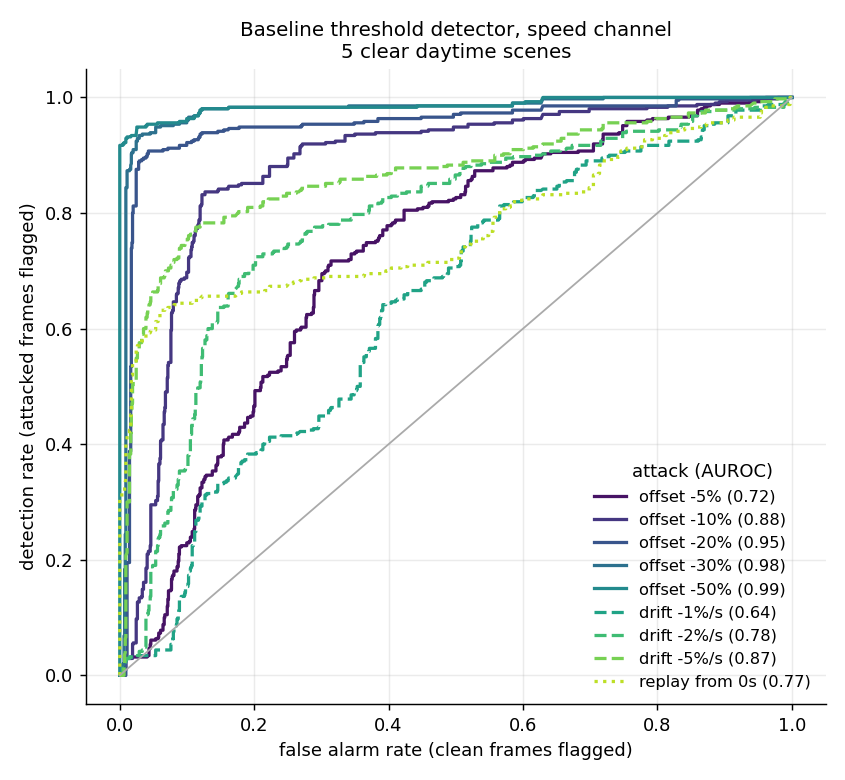 Baseline threshold detector, speed channel
5 clear daytime scenes
detection rate (attacked frames flagged)
1.0
0.8
0.6
0.4
0.2
0.0
attack (AUROC)
offset -5% (0.72)
offset -10% (0.88)
offset -20% (0.95)
offset -30% (0.98)
offset -50% (0.99)
drift -1%/s (0.64)
drift -2%/s (0.78)
drift -5%/s (0.87)
replay from 0s (0.77)
0.0 0.2 0.4 0.6 0.8 1.0
false alarm rate (clean frames flagged)